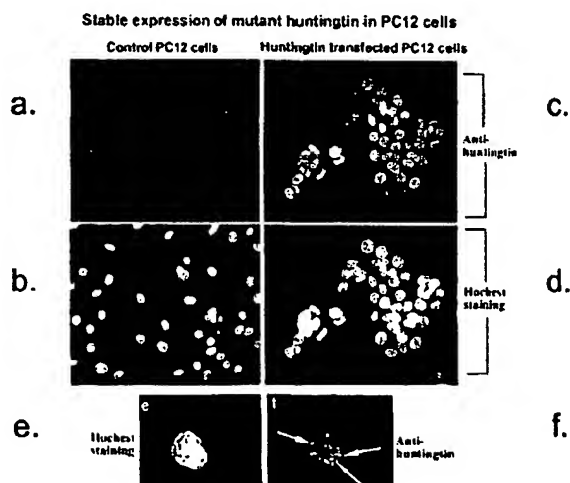 Stable expression of mutant huntingtin in PC12 cells
Control PC12 cells
Huntingtin transfected PC12 cells
a.
c.
Anti-
huntingtin
b.
d.
Hochest
staining
e.
e
f
f.
Hochest
staining
Anti-
huntingtin